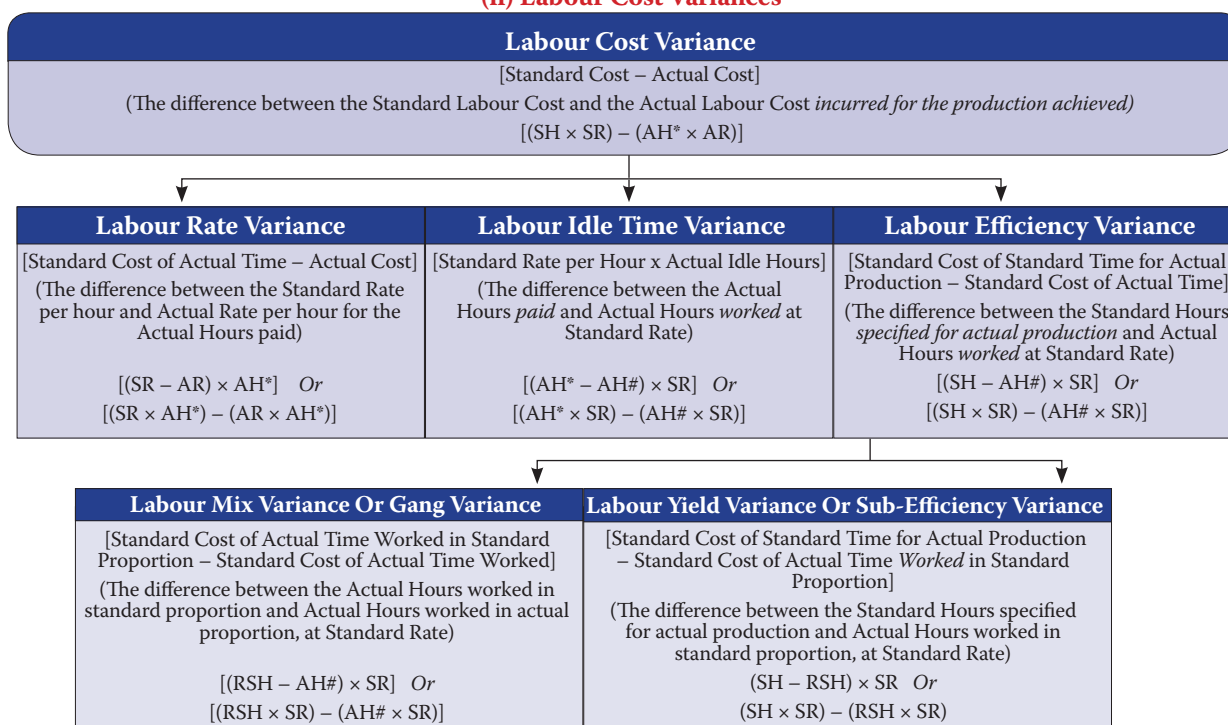 (ii) Labour Cost Variances
Labour Cost Variance
[Standard Cost – Actual Cost]
(The difference between the Standard Labour Cost and the Actual Labour Cost incurred for the production achieved)
[(SH × SR) – (AH* × AR)]
Labour Rate Variance
[Standard Cost of Actual Time – Actual Cost]
(The difference between the Standard Rate
per hour and Actual Rate per hour for the
Actual Hours paid)
[(SR – AR) × AH*] Or
[(SR × AH*) – (AR × AH*)]
Labour Idle Time Variance
[Standard Rate per Hour x Actual Idle Hours]
(The difference between the Actual
Hours paid and Actual Hours worked at
Standard Rate)
[(AH* – AH#) × SR] Or
[(AH* × SR) – (AH# × SR)]
Labour Efficiency Variance
[Standard Cost of Standard Time for Actual
Production – Standard Cost of Actual Time]
(The difference between the Standard Hours
specified for actual production and Actual
Hours worked at Standard Rate)
[(SH – AH#) × SR] Or
[(SH × SR) – (AH# × SR)]
Labour Mix Variance Or Gang Variance
[Standard Cost of Actual Time Worked in Standard
Proportion – Standard Cost of Actual Time Worked]
(The difference between the Actual Hours worked in
standard proportion and Actual Hours worked in actual
proportion, at Standard Rate)
[(RSH – AH#) × SR] Or
[(RSH × SR) – (AH# × SR)]
Labour Yield Variance Or Sub-Efficiency Variance
[Standard Cost of Standard Time for Actual Production
– Standard Cost of Actual Time Worked in Standard
Proportion]
(The difference between the Standard Hours specified
for actual production and Actual Hours worked in
standard proportion, at Standard Rate)
(SH – RSH) × SR Or
(SH × SR) – (RSH × SR)